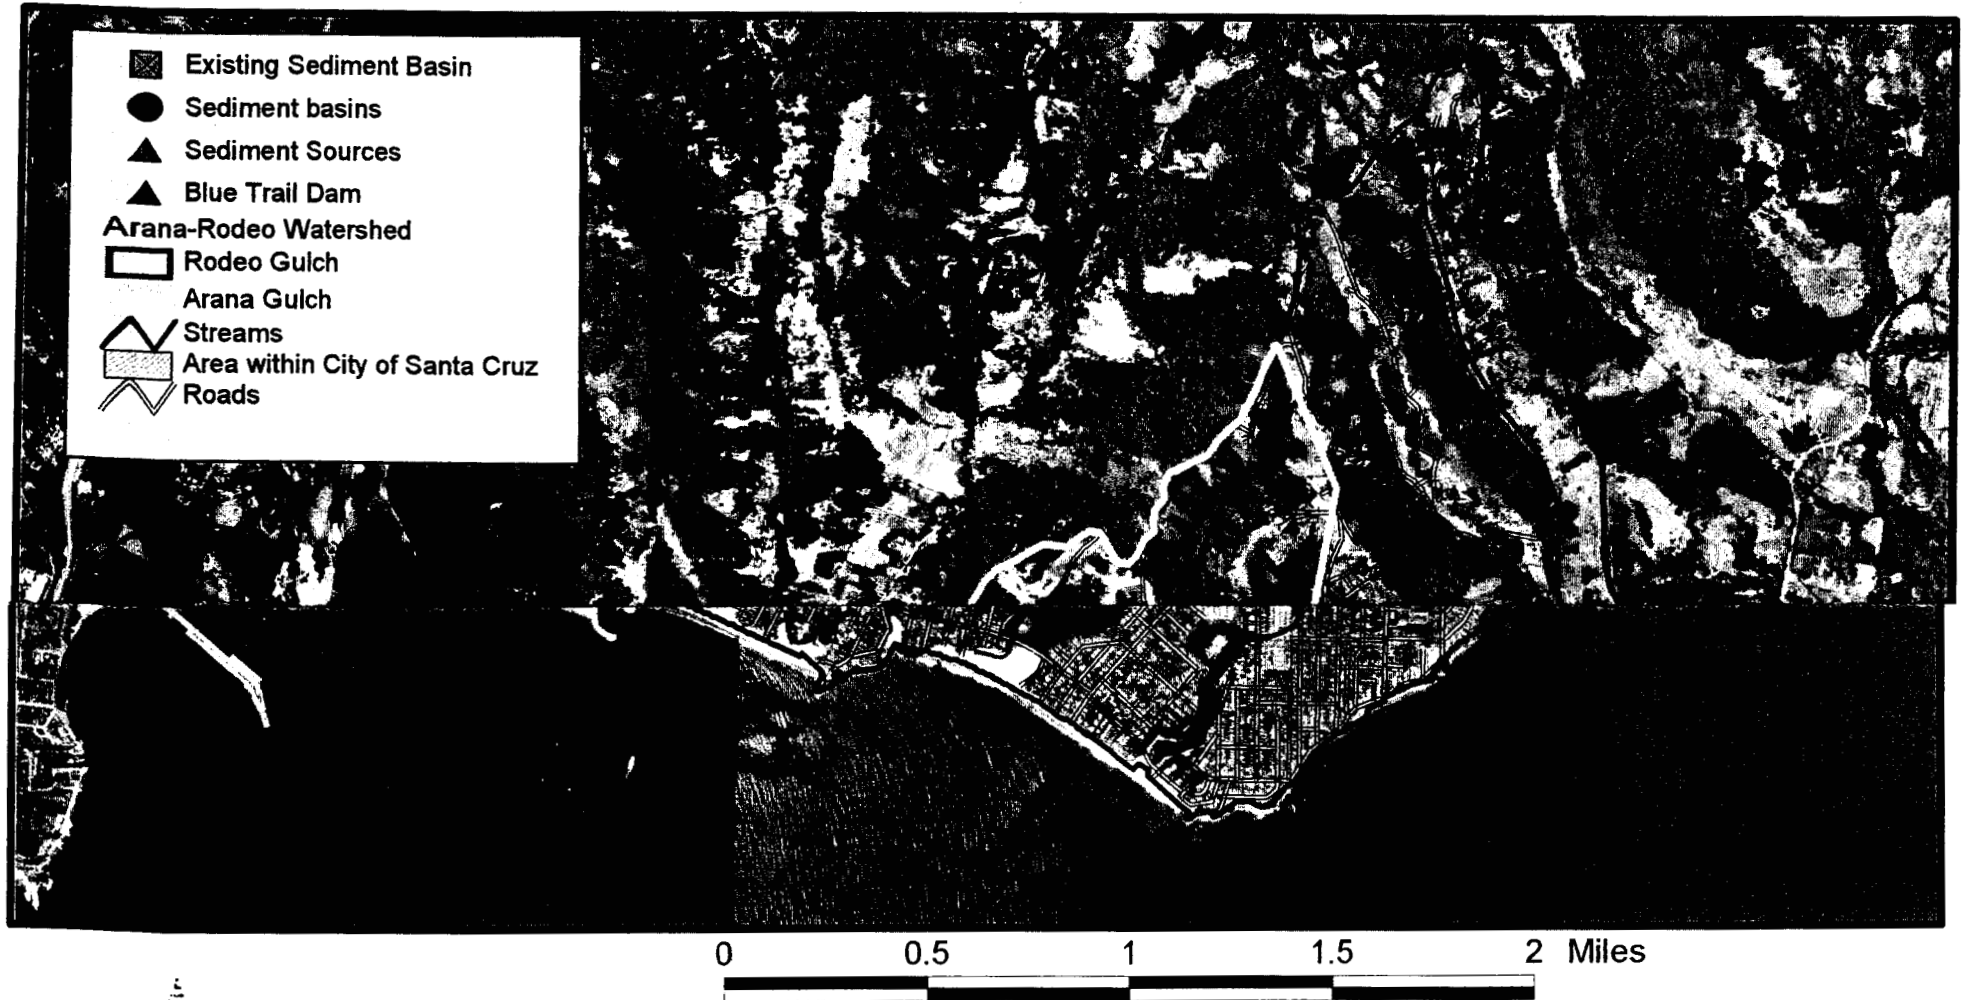 Existing Sediment Basin
Sediment basins
Sediment Sources
Blue Trail Dam
Arana-Rodeo Watershed
Rodeo Gulch
Arana Gulch
Streams
Area within City of Santa Cruz
Roads
0 0.5 1 1.5 2 Miles